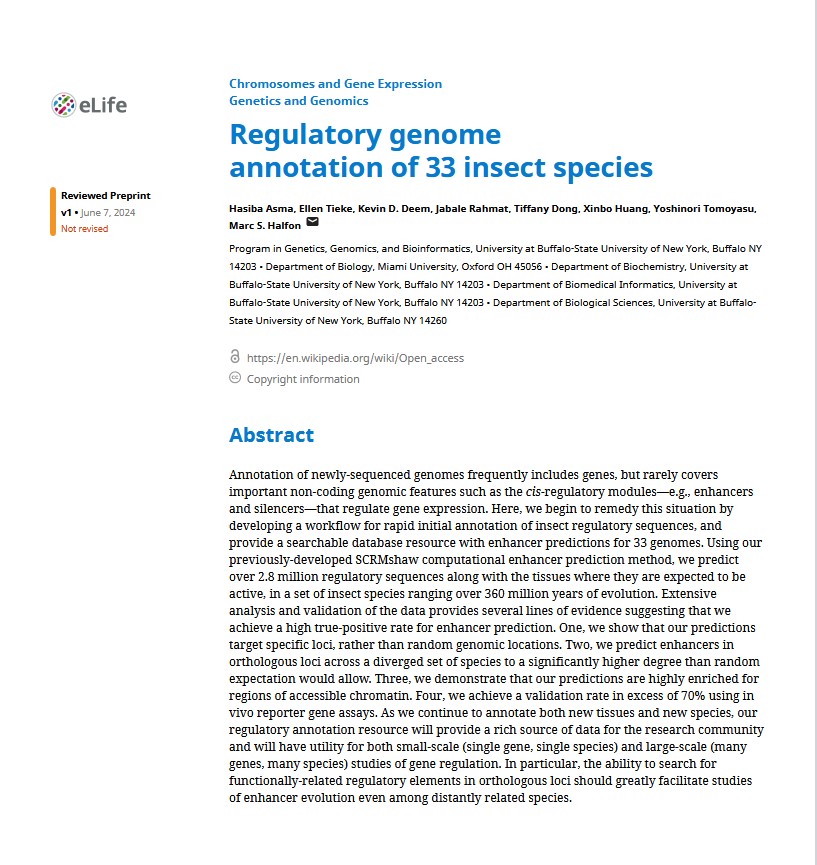 Chromosomes and Gene Expression
Genetics and Genomics
eLife
Regulatory genome
annotation of 33 insect species
Reviewed Preprint
v1 • June 7, 2024
Not revised
Hasiba Asma, Ellen Tieke, Kevin D. Deem, Jabale Rahmat, Tiffany Dong, Xinbo Huang, Yoshinori Tomoyasu,
Marc S. Halfon
Program in Genetics, Genomics, and Bioinformatics, University at Buffalo-State University of New York, Buffalo NY
14203 • Department of Biology, Miami University, Oxford OH 45056 • Department of Biochemistry, University at
Buffalo-State University of New York, Buffalo NY 14203 • Department of Biomedical Informatics, University at
Buffalo-State University of New York, Buffalo NY 14203 • Department of Biological Sciences, University at Buffalo-
State University of New York, Buffalo NY 14260
https://en.wikipedia.org/wiki/Open_access
cc Copyright information
Abstract
Annotation of newly-sequenced genomes frequently includes genes, but rarely covers
important non-coding genomic features such as the cis-regulatory modules—e.g., enhancers
and silencers—that regulate gene expression. Here, we begin to remedy this situation by
developing a workflow for rapid initial annotation of insect regulatory sequences, and
provide a searchable database resource with enhancer predictions for 33 genomes. Using our
previously-developed SCRMshaw computational enhancer prediction method, we predict
over 2.8 million regulatory sequences along with the tissues where they are expected to be
active, in a set of insect species ranging over 360 million years of evolution. Extensive
analysis and validation of the data provides several lines of evidence suggesting that we
achieve a high true-positive rate for enhancer prediction. One, we show that our predictions
target specific loci, rather than random genomic locations. Two, we predict enhancers in
orthologous loci across a diverged set of species to a significantly higher degree than random
expectation would allow. Three, we demonstrate that our predictions are highly enriched for
regions of accessible chromatin. Four, we achieve a validation rate in excess of 70% using in
vivo reporter gene assays. As we continue to annotate both new tissues and new species, our
regulatory annotation resource will provide a rich source of data for the research community
and will have utility for both small-scale (single gene, single species) and large-scale (many
genes, many species) studies of gene regulation. In particular, the ability to search for
functionally-related regulatory elements in orthologous loci should greatly facilitate studies
of enhancer evolution even among distantly related species.